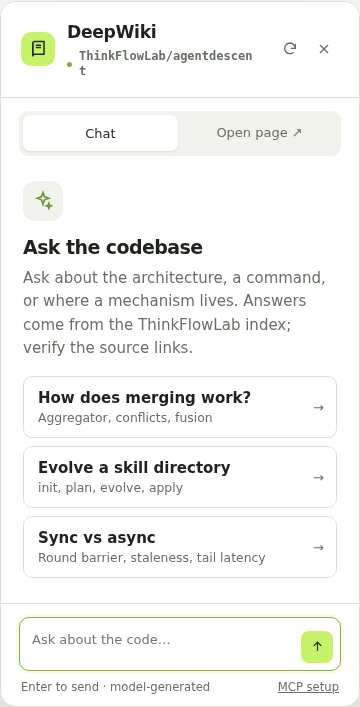 DeepWiki
ThinkFlowLab/agentdescen
t
Chat
Open page ↗
Ask the codebase
Ask about the architecture, a command,
or where a mechanism lives. Answers
come from the ThinkFlowLab index;
verify the source links.
How does merging work?
Aggregator, conflicts, fusion
→
Evolve a skill directory
init, plan, evolve, apply
→
Sync vs async
Round barrier, staleness, tail latency
→
Ask about the code...
Enter to send · model-generated
MCP setup